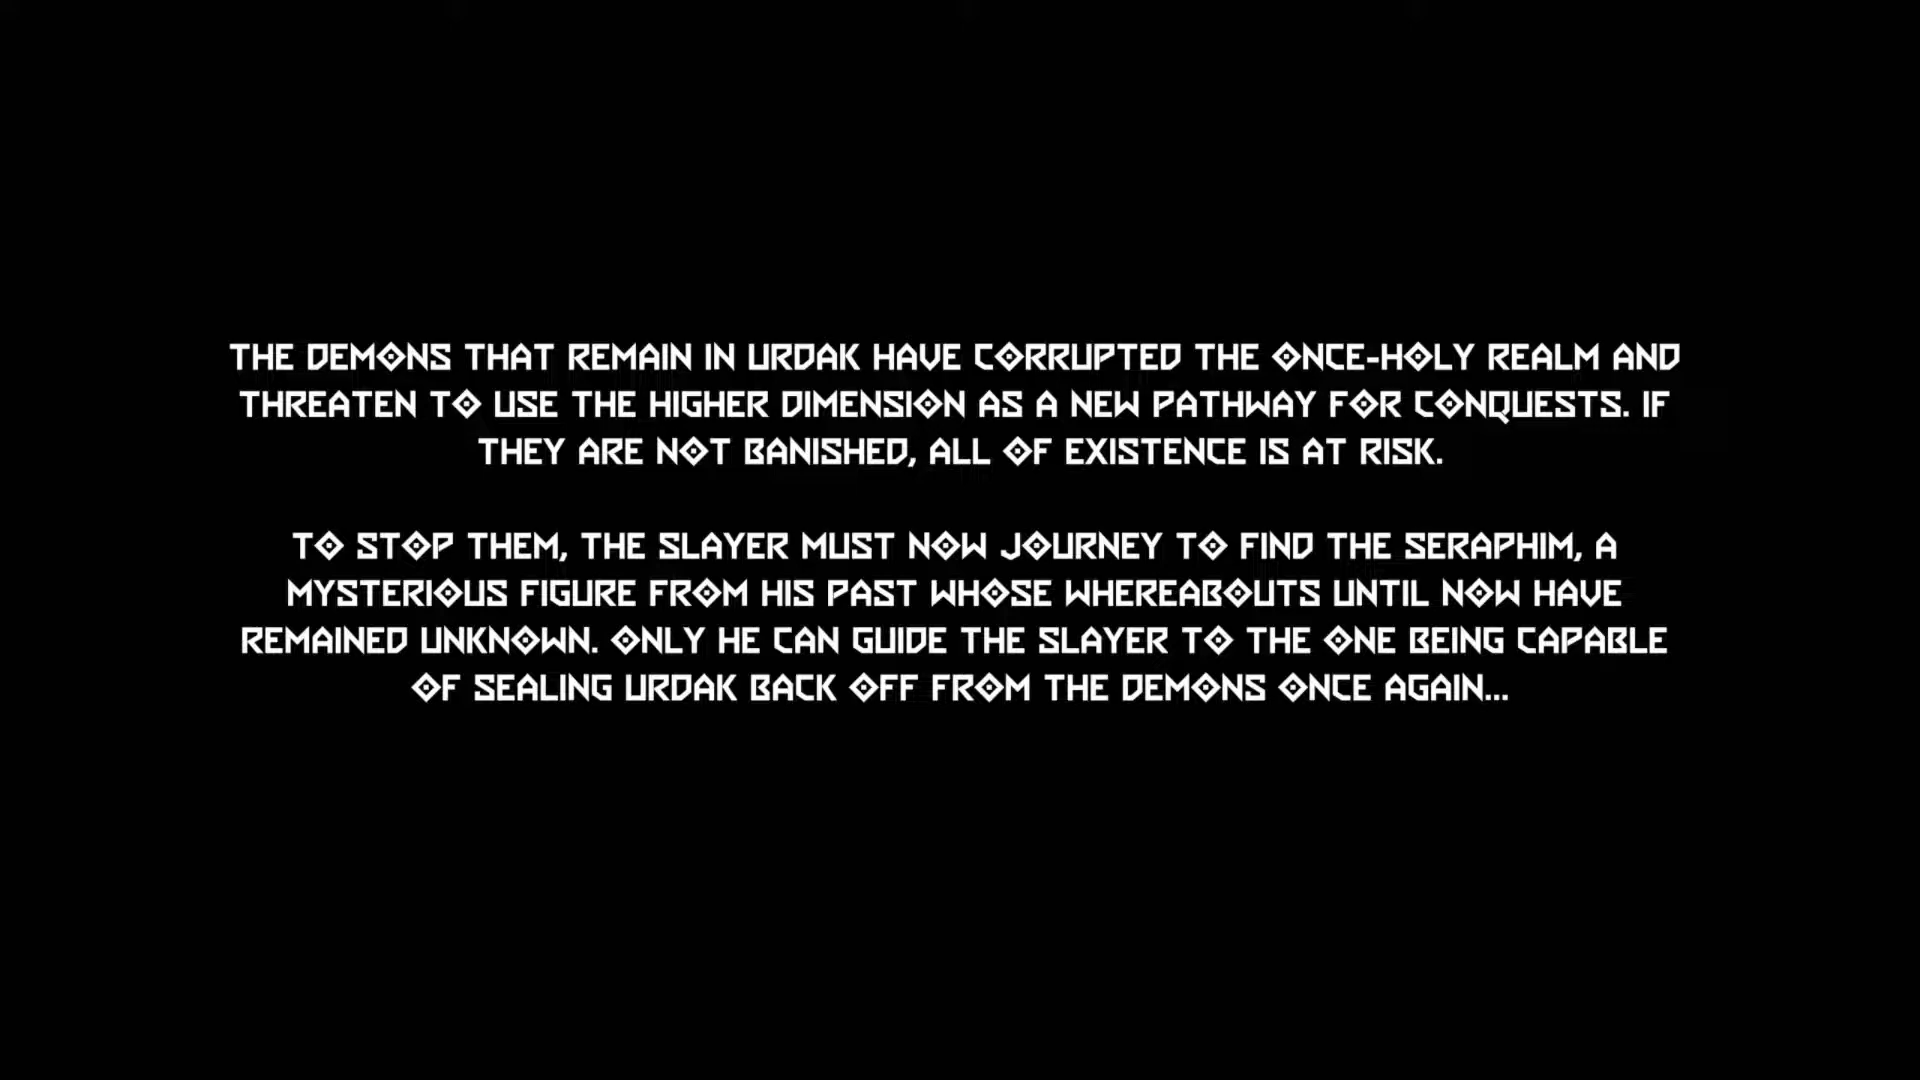 THE DEMONS THAT REMAIN IN URDAK HAVE CORRUPTED THE ONCE-HOLY REALM AND
THREATEN TO USE THE HIGHER DIMENSION AS A NEW PATHWAY FOR CONQUESTS. IF
THEY ARE NOT BANISHED, ALL OF EXISTENCE IS AT RISK.
TO STOP THEM, THE SLAYER MUST NOW JOURNEY TO FIND THE SERAPHIM, A
MYSTERIOUS FIGURE FROM HIS PAST WHOSE WHEREABOUTS UNTIL NOW HAVE
REMAINED UNKNOWN. ONLY HE CAN GUIDE THE SLAYER TO THE ONE BEING CAPABLE
OF SEALING URDAK BACK OFF FROM THE DEMONS ONCE AGAIN...